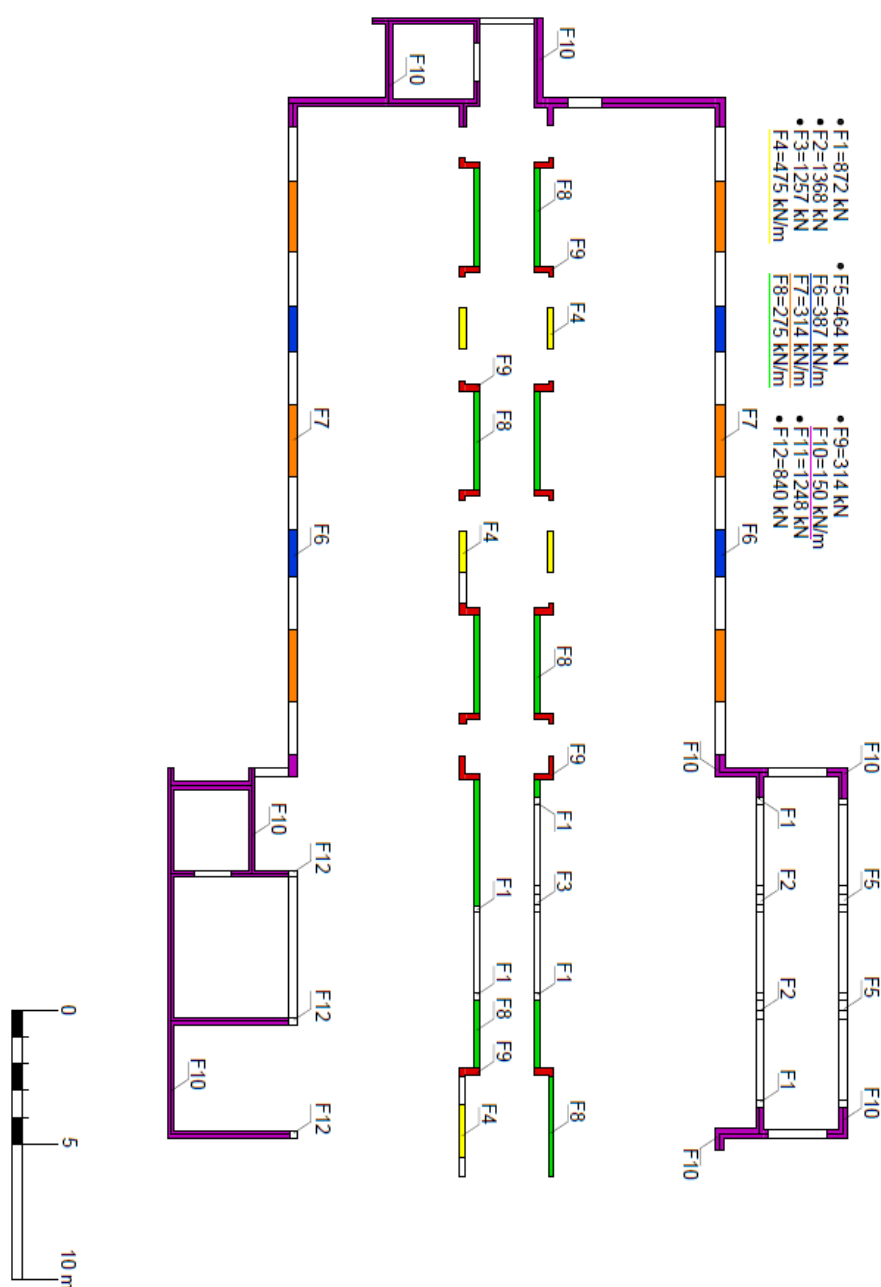 • F1=872 kN
• F2=1368 kN
• F3=1257 kN
F4=475 kN/m
• F5=464 kN
F6=387 kN/m
F7=314 kN/m
F8=275 kN/m
• F9=314 kN
F10=150 kN/m
• F11=1248 kN
• F12=840 kN
F10
F5
F5
F10
F1
F2
F2
F1
F7
F6
F10
F10
F10
F8
F9
F4
F8
F9
F1
F3
F1
F8
F9
F8
F4
F1
F1
F8
F9
F4
F10
F7
F6
F12
F12
F12
F10
F10
0
5
10 m